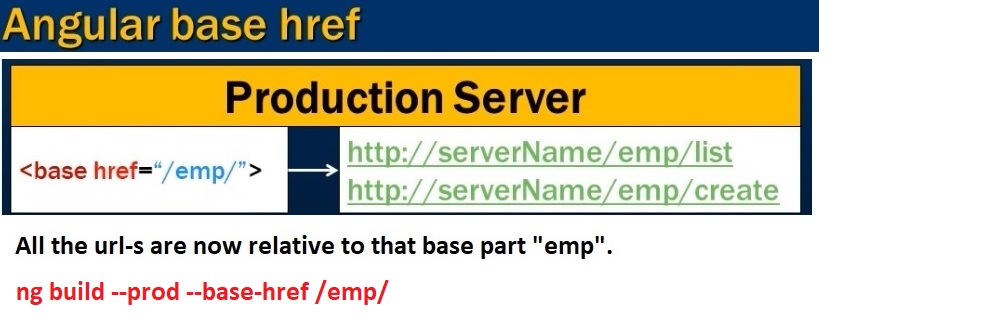 Angular base href
Production Server
<base href=“/emp/”>
http://serverName/emp/list
http://serverName/emp/create
All the url-s are now relative to that base part "emp".
ng build --prod --base-href /emp/